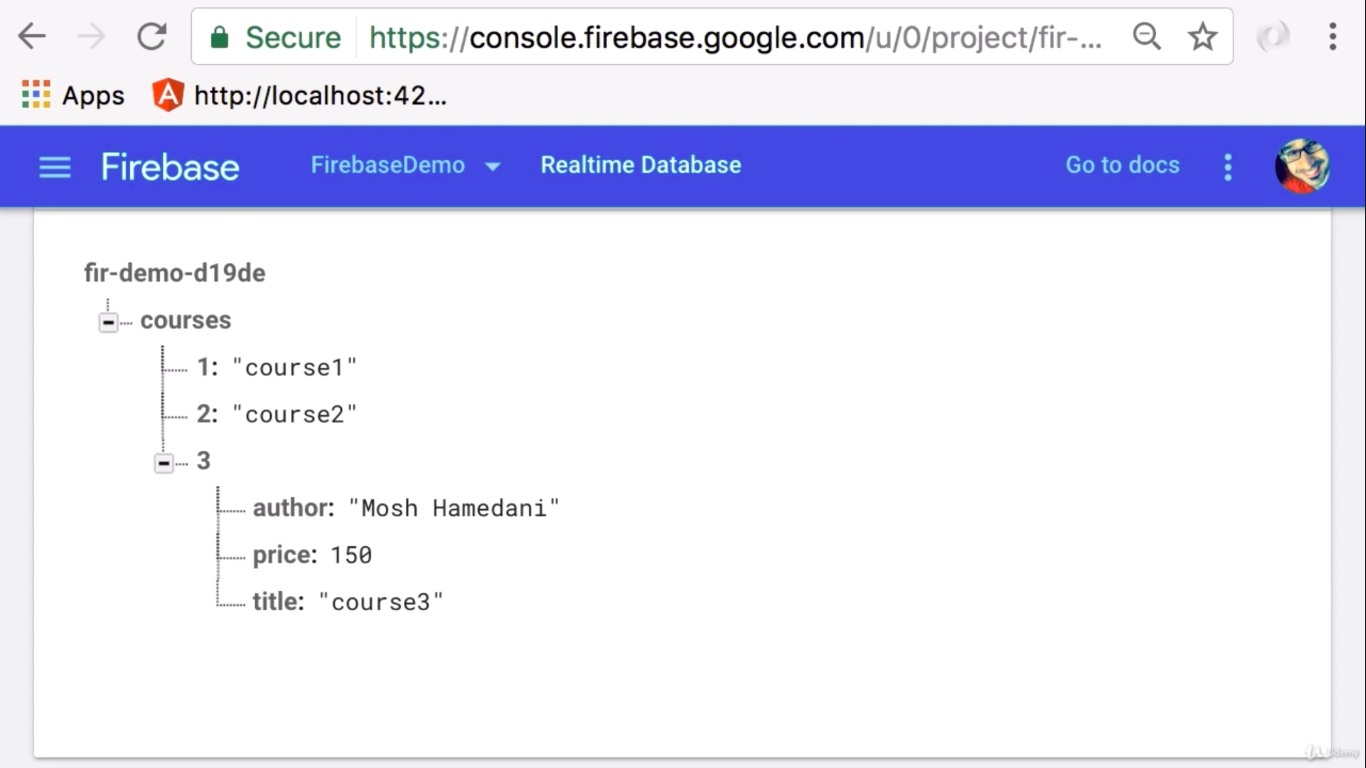 Secure https://console.firebase.google.com/u/0/project/fir-...
Apps http://localhost:42...
Firebase FirebaseDemo Realtime Database Go to docs
fir-demo-d19de
courses
1: "course1"
2: "course2"
3
author: "Mosh Hamedani"
price: 150
title: "course3"
Udemy